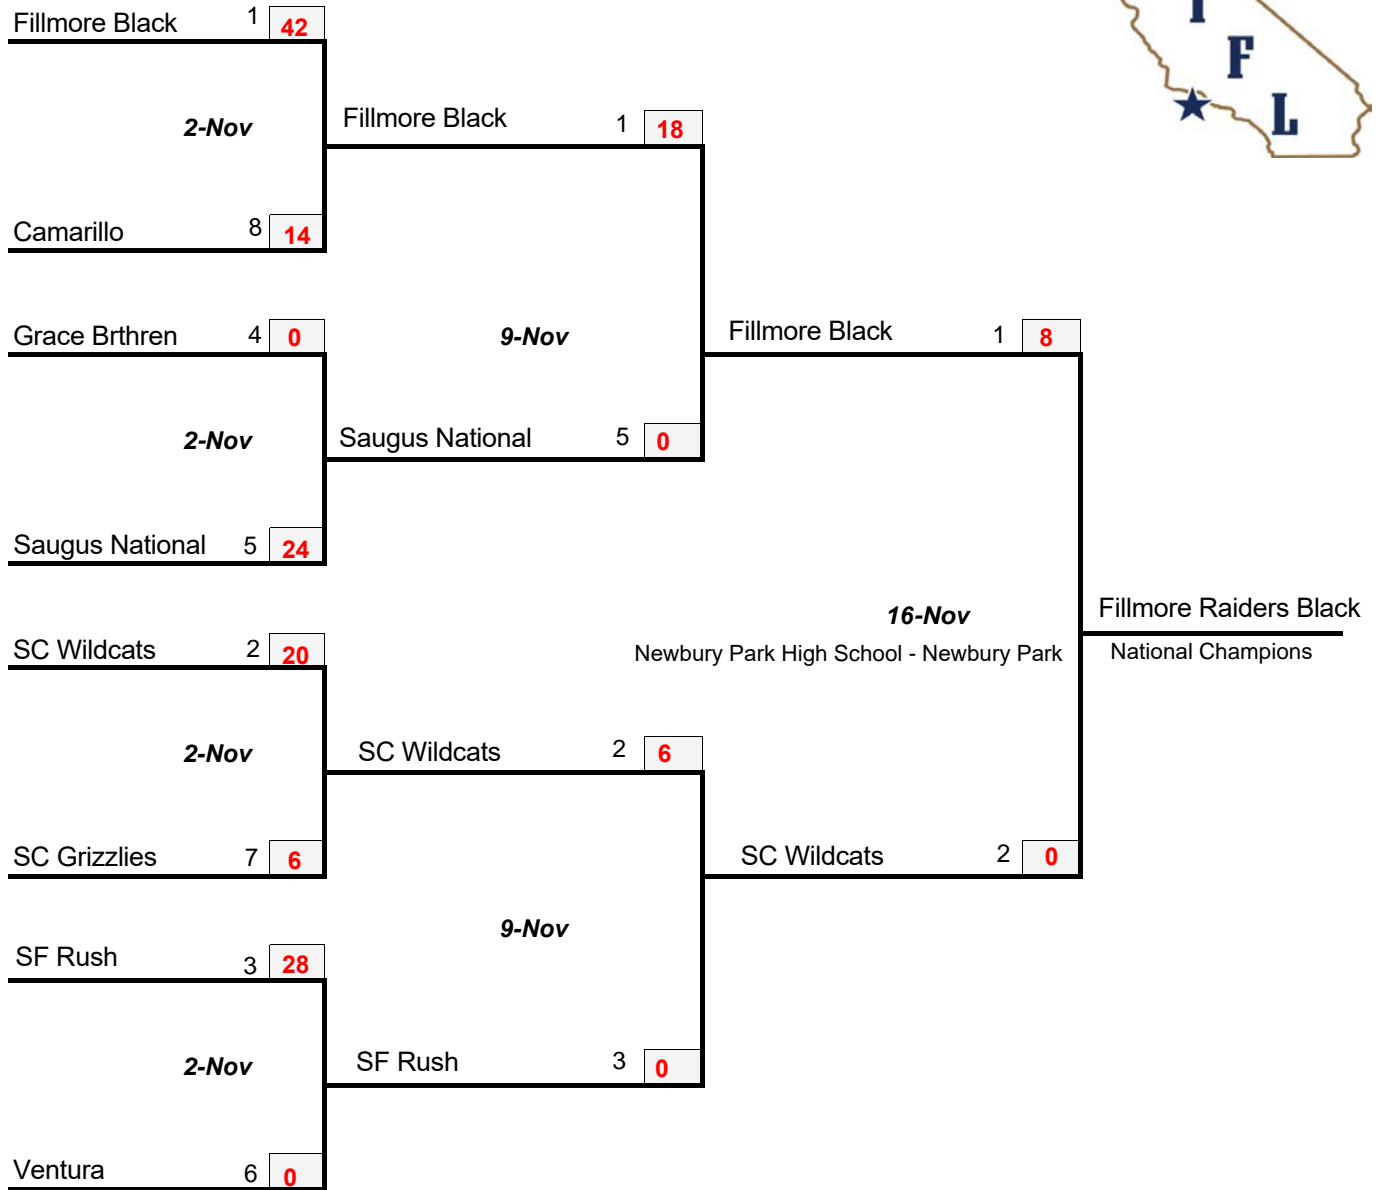 Fillmore Black 1 42
2-Nov
Camarillo 8 14
Grace Brthren 4 0
2-Nov
Saugus National 5 24
SC Wildcats 2 20
2-Nov
SC Grizzlies 7 6
SF Rush 3 28
2-Nov
Ventura 6 0
Fillmore Black 1 18
9-Nov
Saugus National 5 0
SC Wildcats 2 6
9-Nov
SF Rush 3 0
Fillmore Black 1 8
16-Nov
Newbury Park High School - Newbury Park
SC Wildcats 2 0
Fillmore Raiders Black
National Champions
F
L